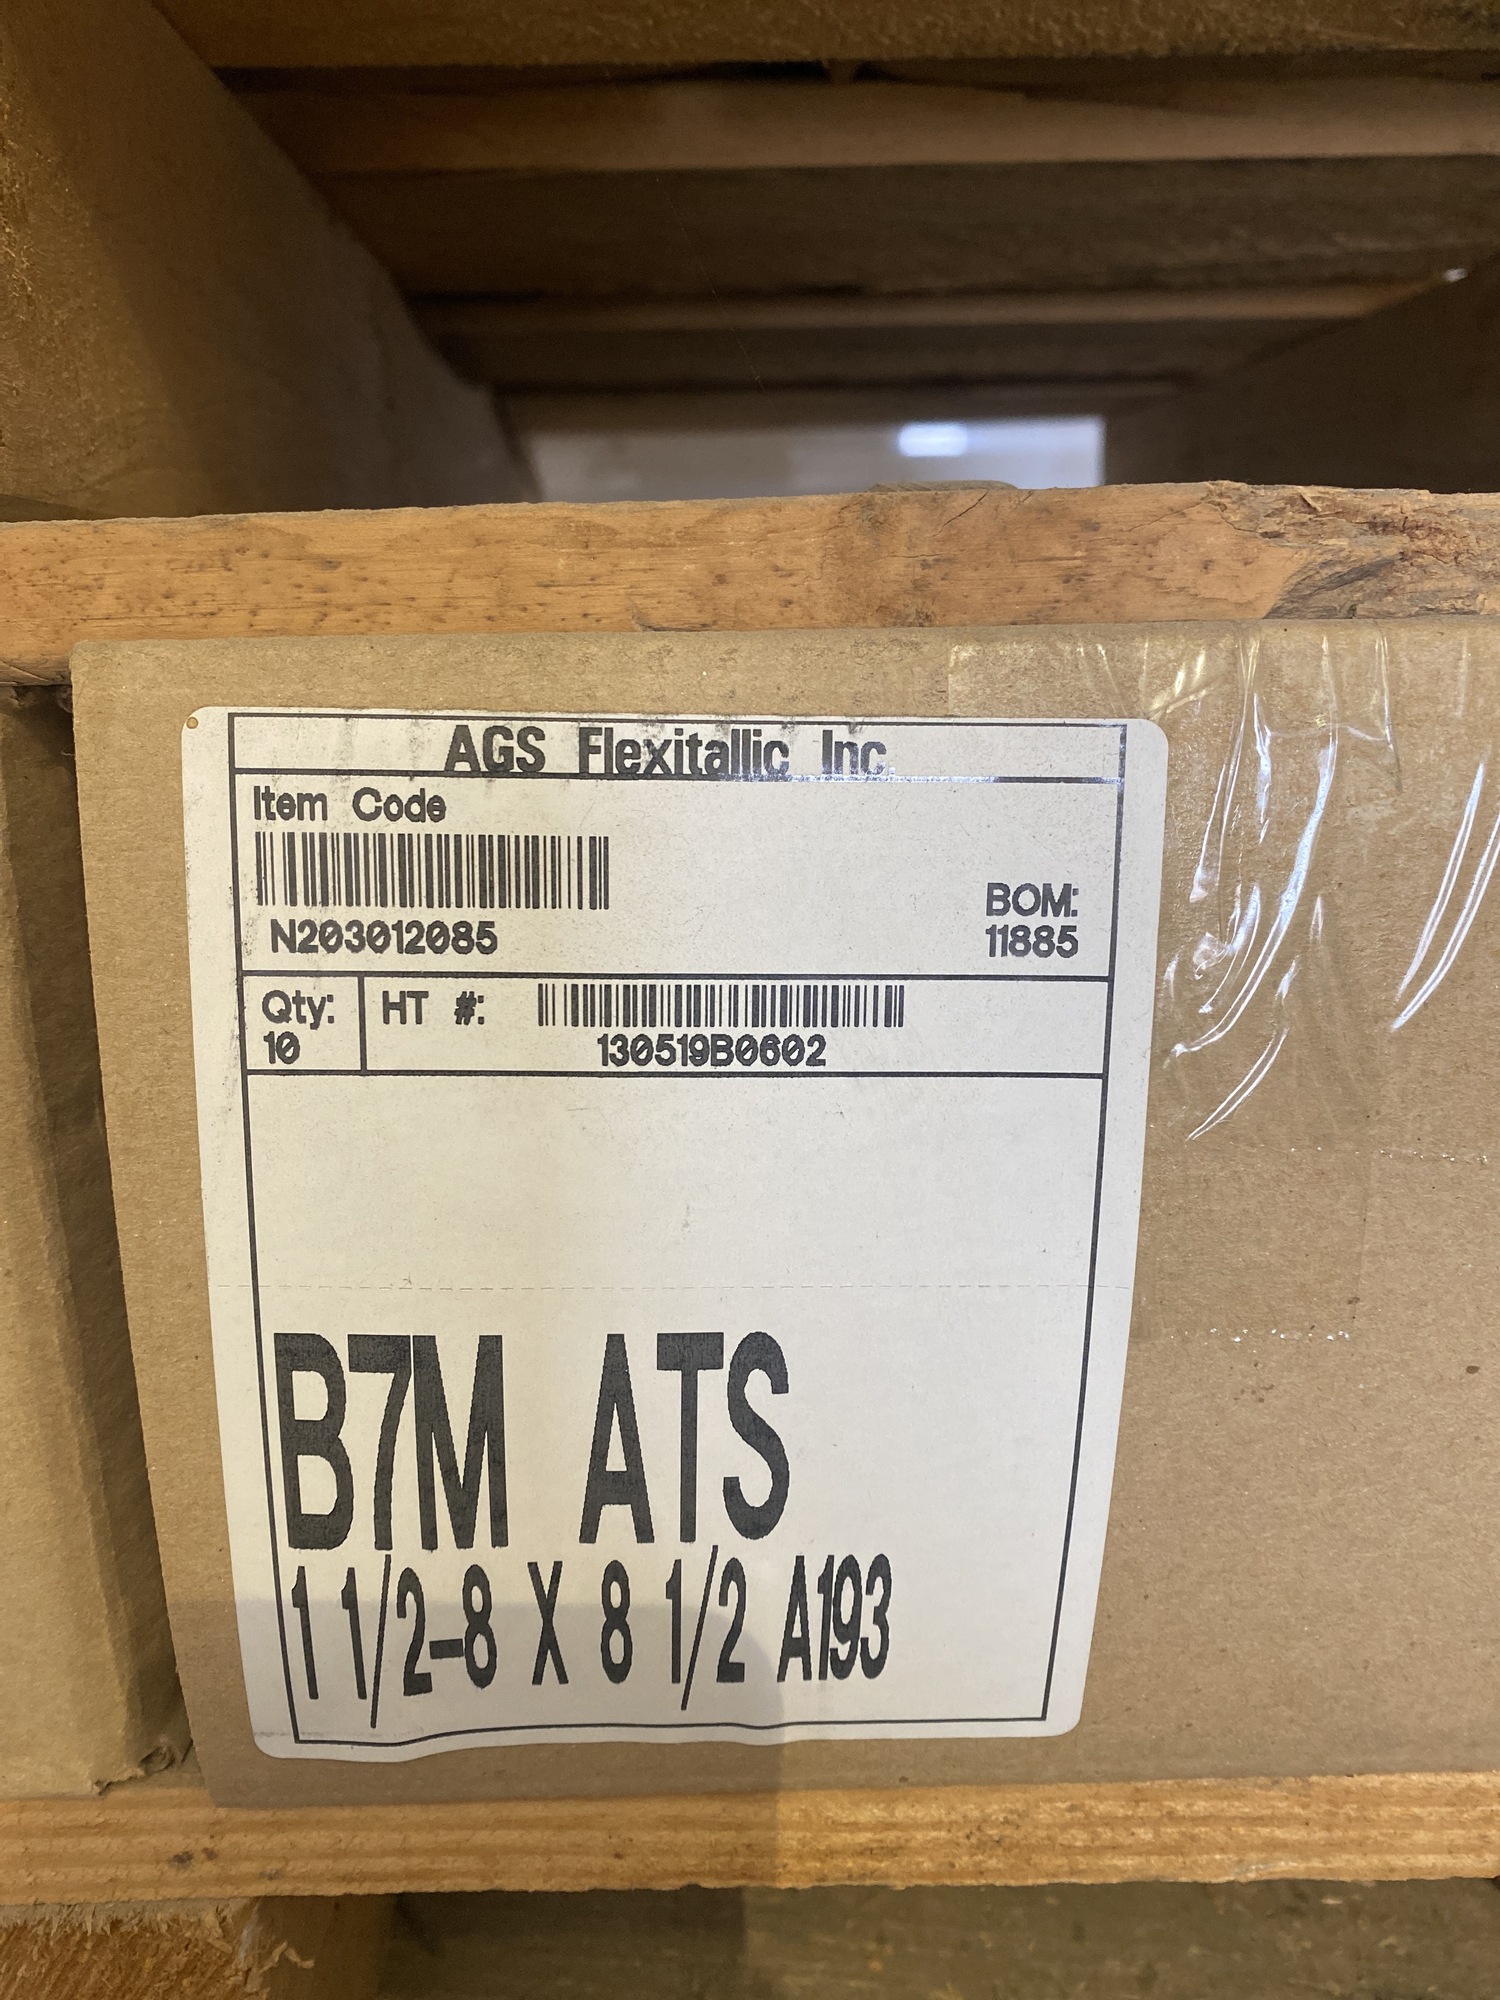 AGS Flexitallic Inc.
Item Code
N203012085
BOM:
11885
Qty:
10
HT #:
130519B0602
B7M ATS
1 1/2-8 X 8 1/2 A193